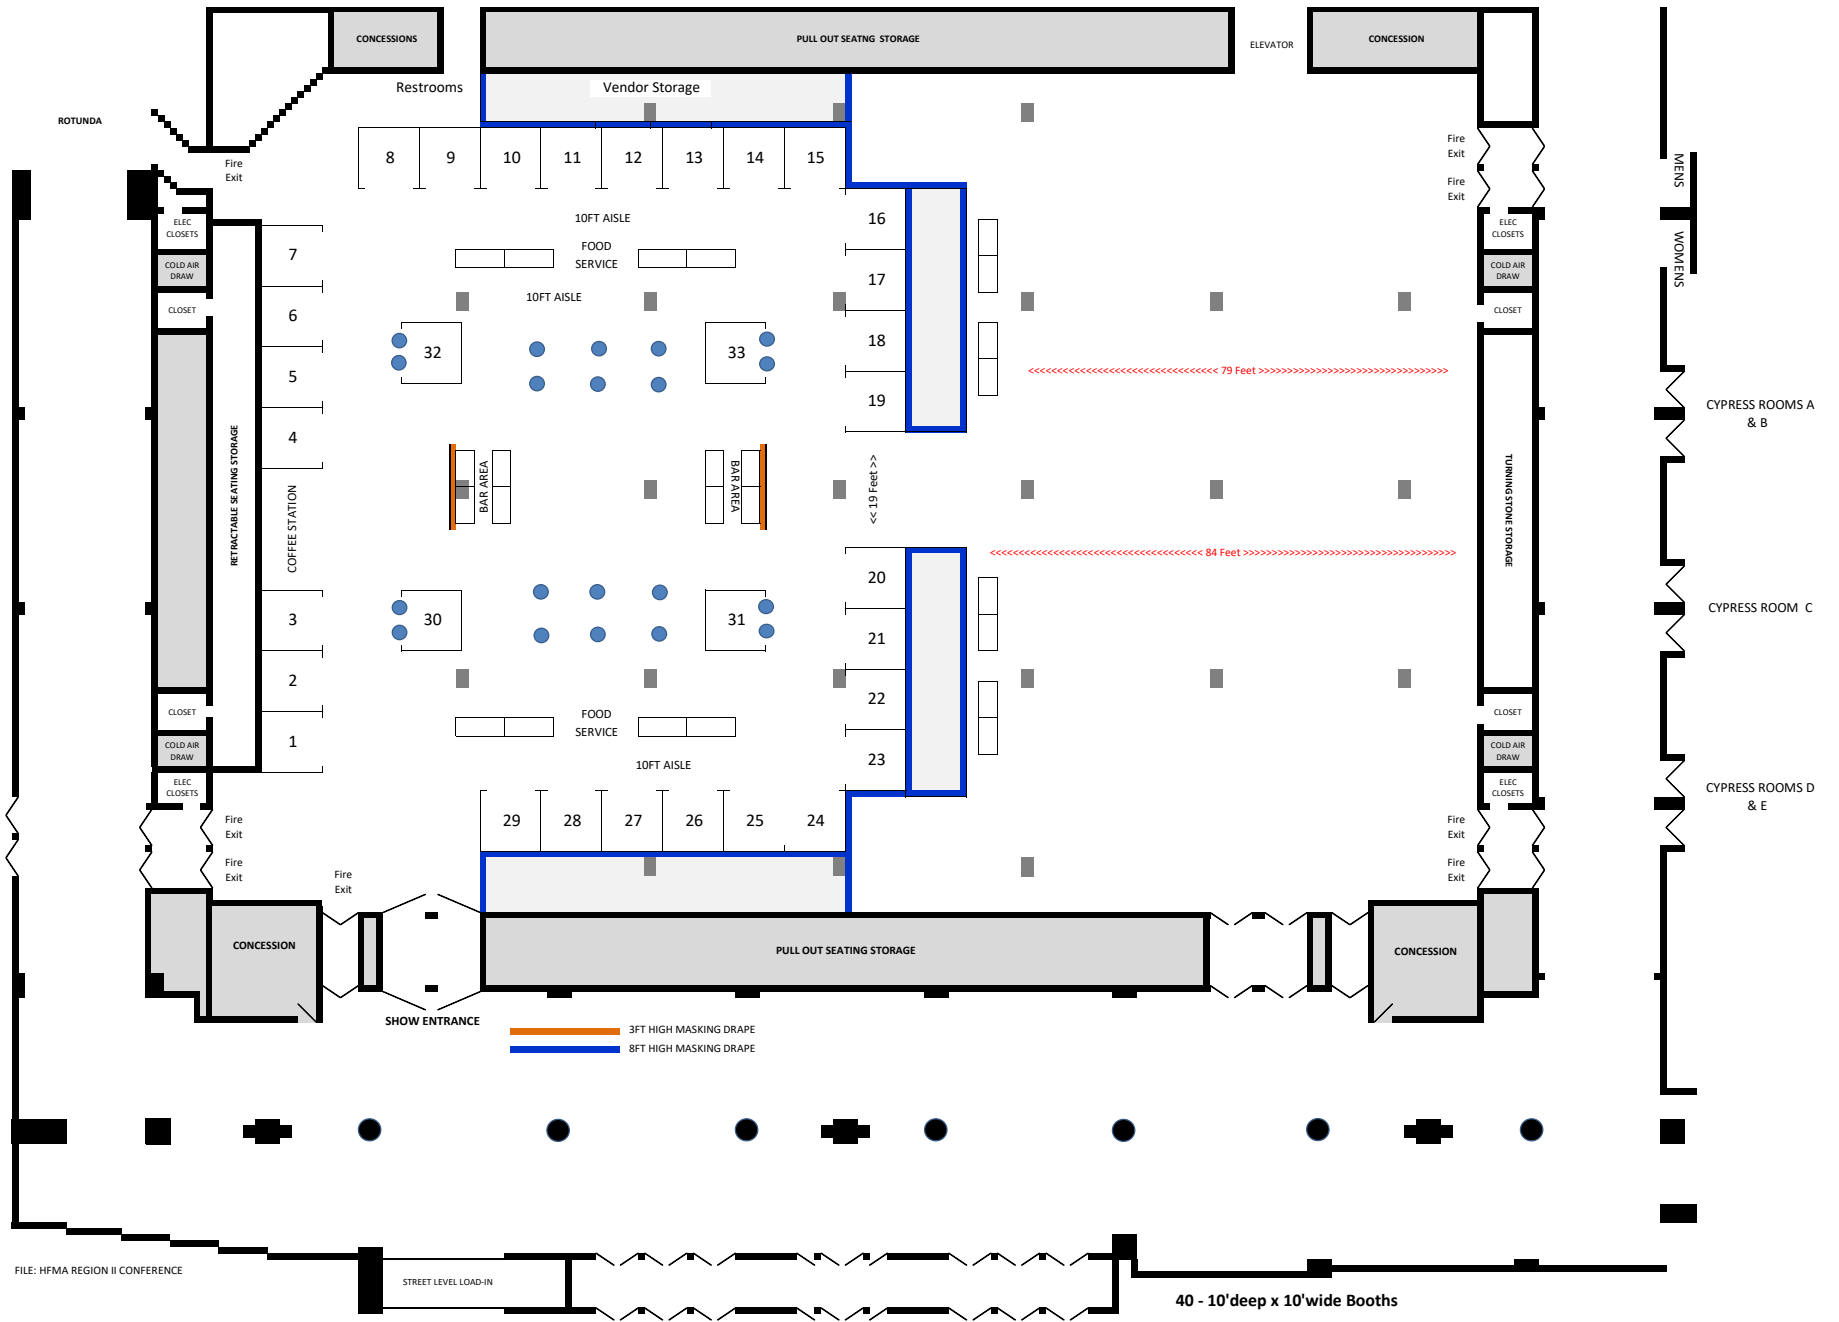 CONCESSIONS
PULL OUT SEATNG STORAGE
ELEVATOR
CONCESSION
Restrooms
Vendor Storage
ROTUNDA
Fire
Exit
8
9
10
11
12
13
14
15
Fire
Exit
Fire
Exit
MENS
WOMENS
ELEC
CLOSETS
COLD AIR
DRAW
CLOSET
RETRACTABLE SEATING STORAGE
7
6
5
4
COFFEE STATION
3
2
1
10FT AISLE
FOOD
SERVICE
10FT AISLE
32
33
BAR AREA
BAR AREA
30
31
FOOD
SERVICE
10FT AISLE
16
17
18
19
<< 19 Feet >>
20
21
22
23
<<<<<<<<<<<<<<<<<<<<<<<<<<<<<<<<<< 79 Feet >>>>>>>>>>>>>>>>>>>>>>>>>>>>>>>>>>
<<<<<<<<<<<<<<<<<<<<<<<<<<<<<<<<<<<<<< 84 Feet >>>>>>>>>>>>>>>>>>>>>>>>>>>>>>>>>>>>>>
ELEC
CLOSETS
COLD AIR
DRAW
CLOSET
TURNING STONE STORAGE
CYPRESS ROOMS A
& B
CYPRESS ROOM C
CYPRESS ROOMS D
& E
CLOSET
COLD AIR
DRAW
ELEC
CLOSETS
CLOSET
COLD AIR
DRAW
ELEC
CLOSETS
29
28
27
26
25
24
Fire
Exit
Fire
Exit
Fire
Exit
Fire
Exit
Fire
Exit
CONCESSION
PULL OUT SEATING STORAGE
CONCESSION
SHOW ENTRANCE
3FT HIGH MASKING DRAPE
8FT HIGH MASKING DRAPE
FILE: HFMA REGION II CONFERENCE
STREET LEVEL LOAD-IN
40 - 10'deep x 10'wide Booths